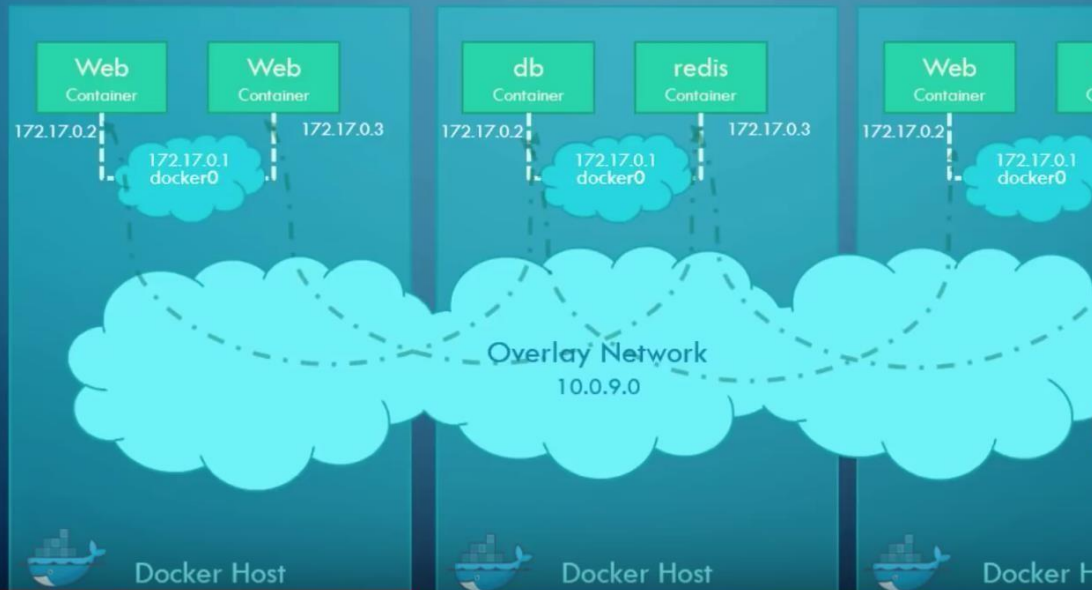 Web
Container
Web
Container
db
Container
redis
Container
Web
Container
172.17.0.2
172.17.0.3
172.17.0.2
172.17.0.3
172.17.0.2
172.17.0.1
docker0
172.17.0.1
docker0
172.17.0.1
docker0
Overlay Network
10.0.9.0
Docker Host
Docker Host
Docker H